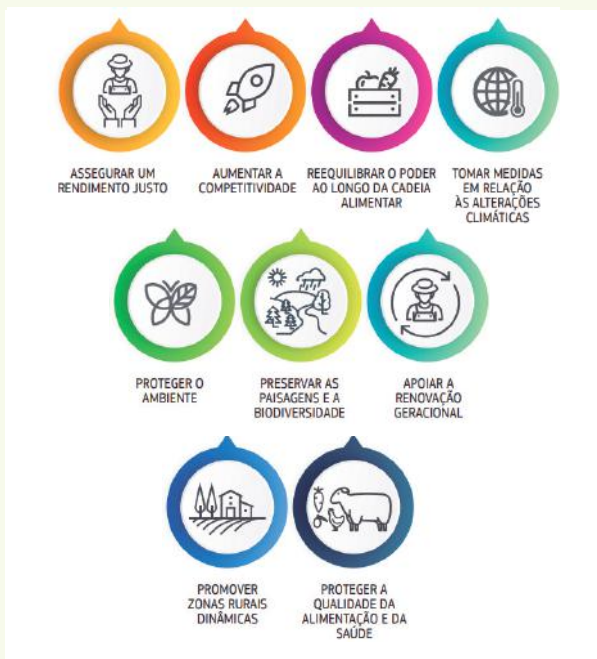 ASSEGURAR UM
RENDIMENTO JUSTO
AUMENTAR A
COMPETITIVIDADE
REEQUILIBRAR O PODER
AO LONGO DA CADEIA
ALIMENTAR
TOMAR MEDIDAS
EM RELAÇÃO
ÀS ALTERAÇÕES
CLIMÁTICAS
PROTEGER O
AMBIENTE
PRESERVAR AS
PAISAGENS E A
BIODIVERSIDADE
APOIAR A
RENOVAÇÃO
GERACIONAL
PROMOVER
ZONAS RURAIS
DINÂMICAS
PROTEGER A
QUALIDADE DA
ALIMENTAÇÃO E DA
SAÚDE